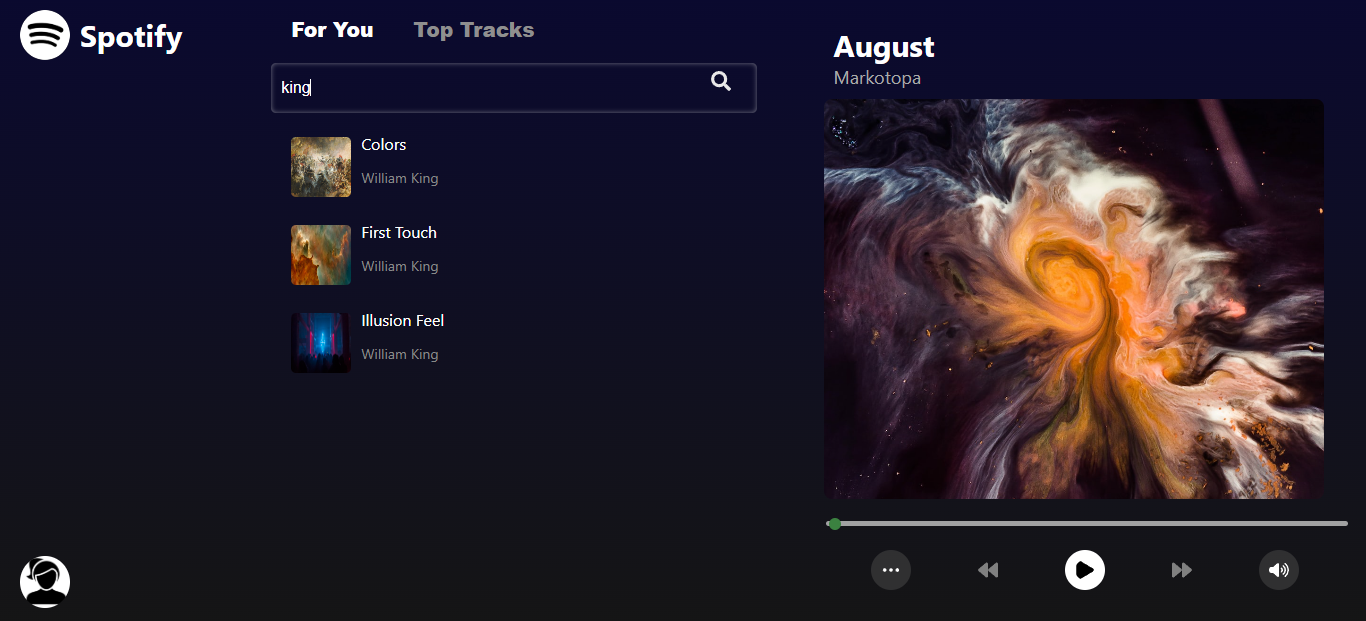 Spotify
For You
Top Tracks
king
Colors
William King
First Touch
William King
Illusion Feel
William King
August
Markotopa